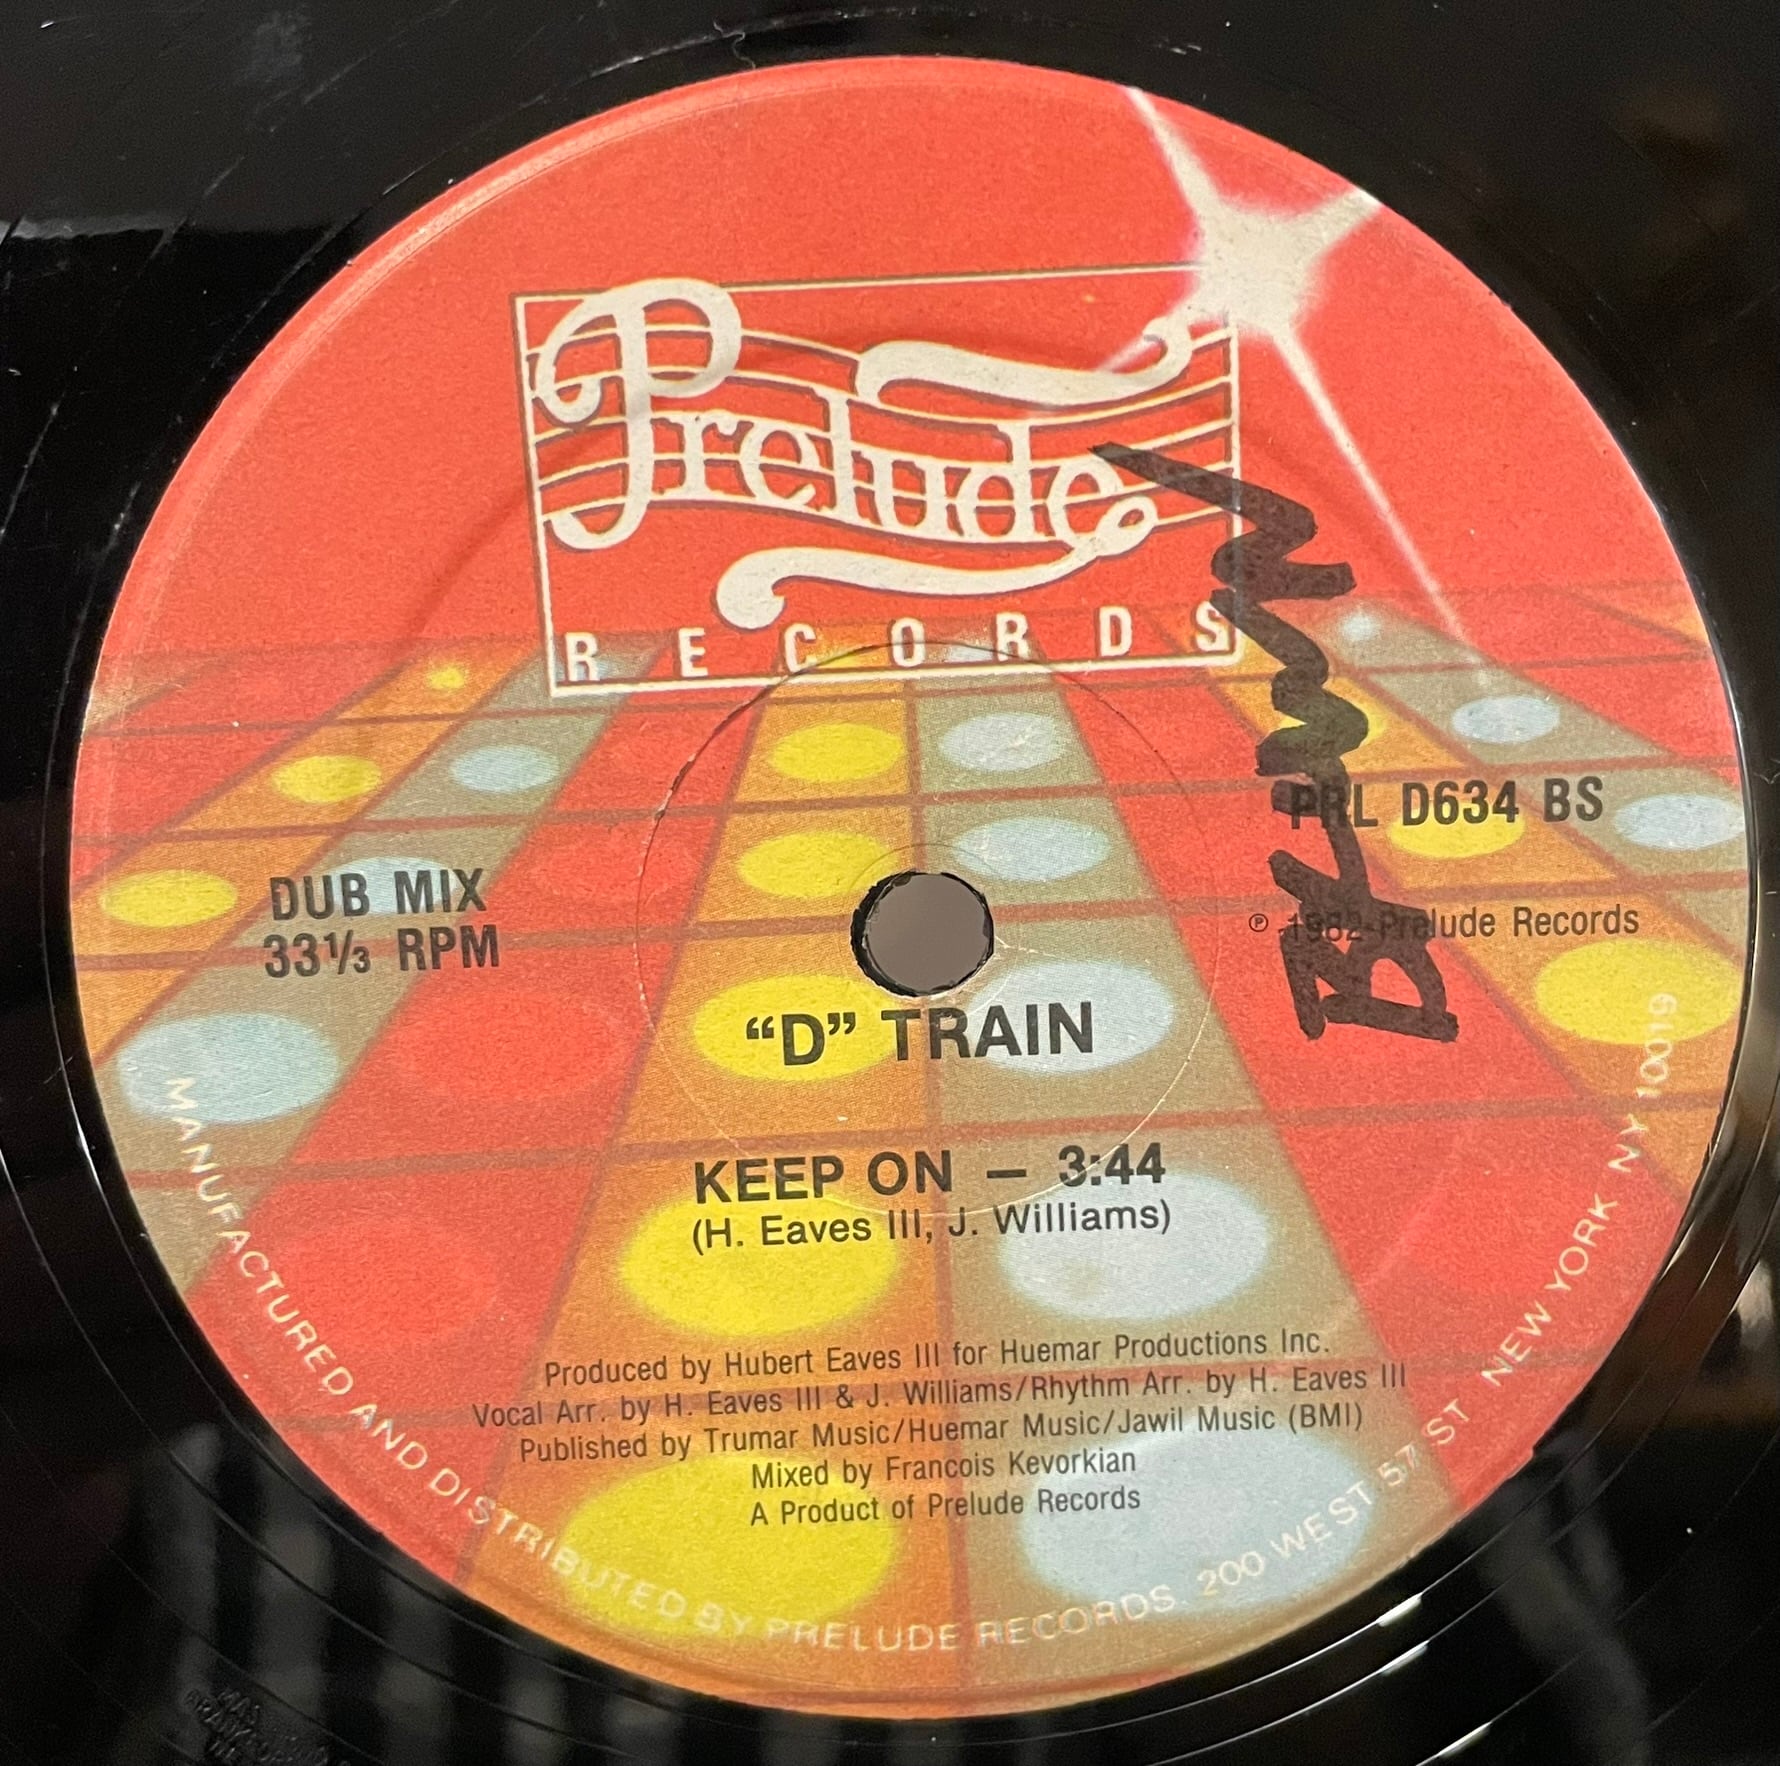 Prelude
RECORDS
PRL D634 BS
DUB MIX
33⅓ RPM
℗ 1982 Prelude Records
"D" TRAIN
KEEP ON — 3:44
(H. Eaves III, J. Williams)
Produced by Hubert Eaves III for Huemar Productions Inc.
Vocal Arr. by H. Eaves III & J. Williams/Rhythm Arr. by H. Eaves III
Published by Trumar Music/Huemar Music/Jawil Music (BMI)
Mixed by Francois Kevorkian
A Product of Prelude Records
MANUFACTURED AND DISTRIBUTED BY PRELUDE RECORDS, 200 WEST 57 ST NEW YORK NY 10019